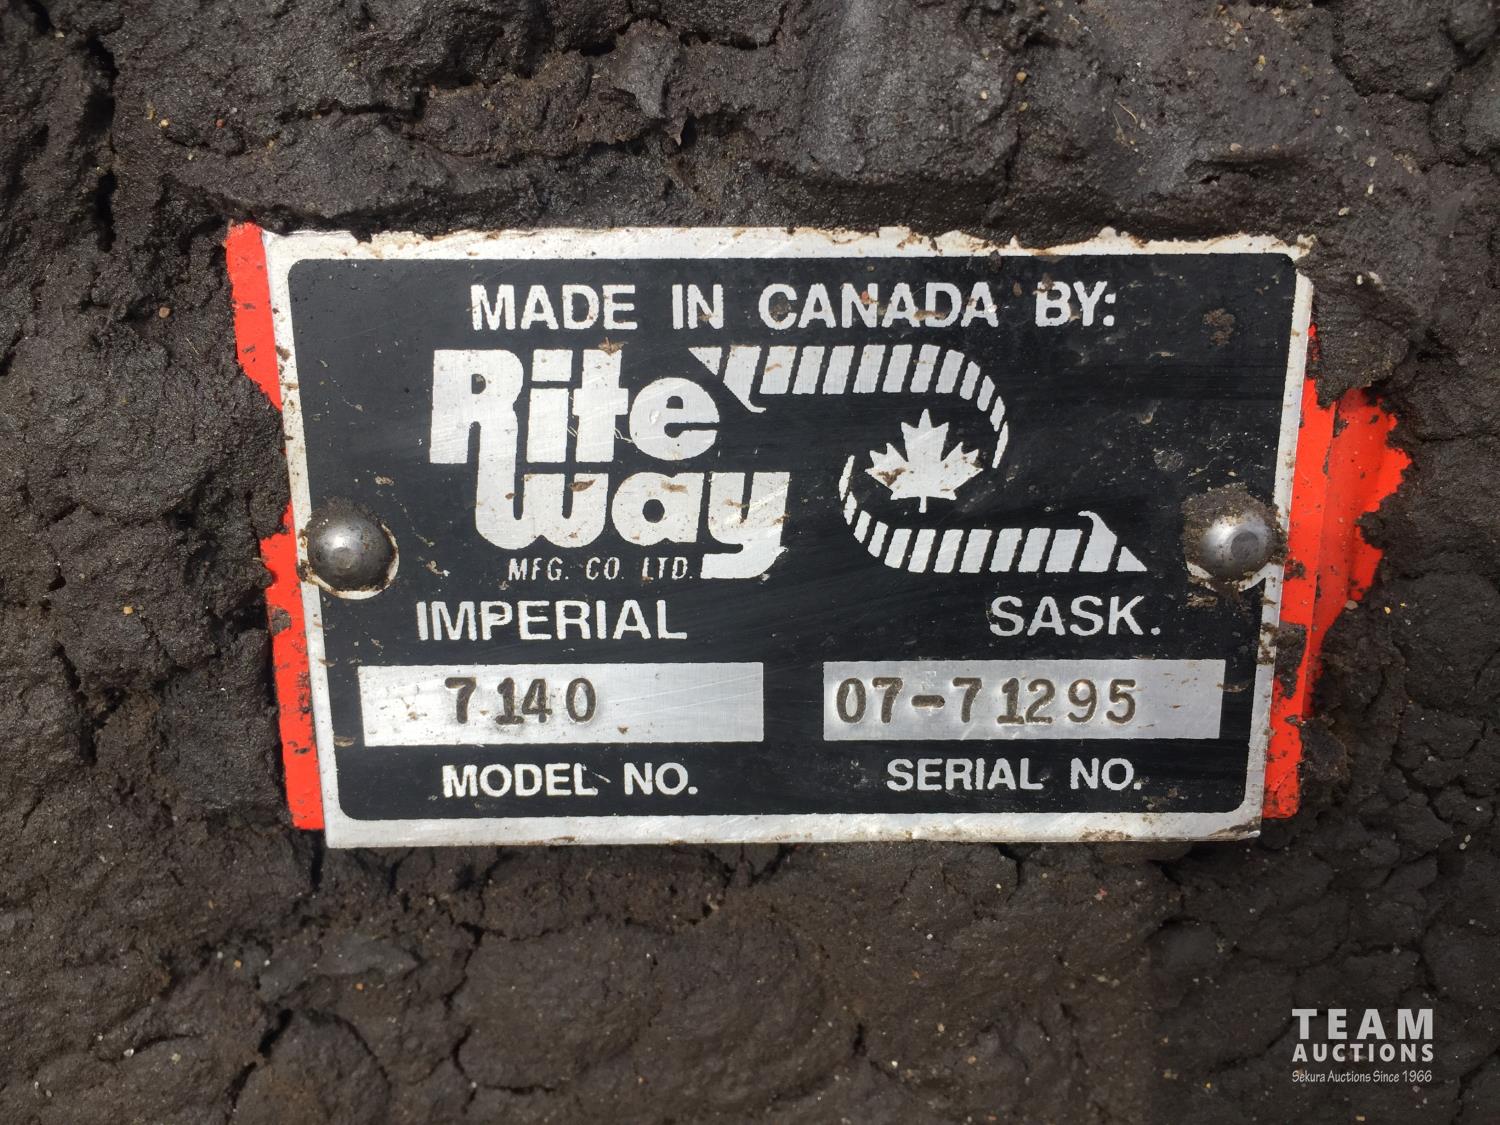 MADE IN CANADA BY:
Rite
Way
MFG. CO. LTD.
IMPERIAL SASK.
7140 07-71295
MODEL NO. SERIAL NO.
TEAM
AUCTIONS
Sekura Auctions Since 1966